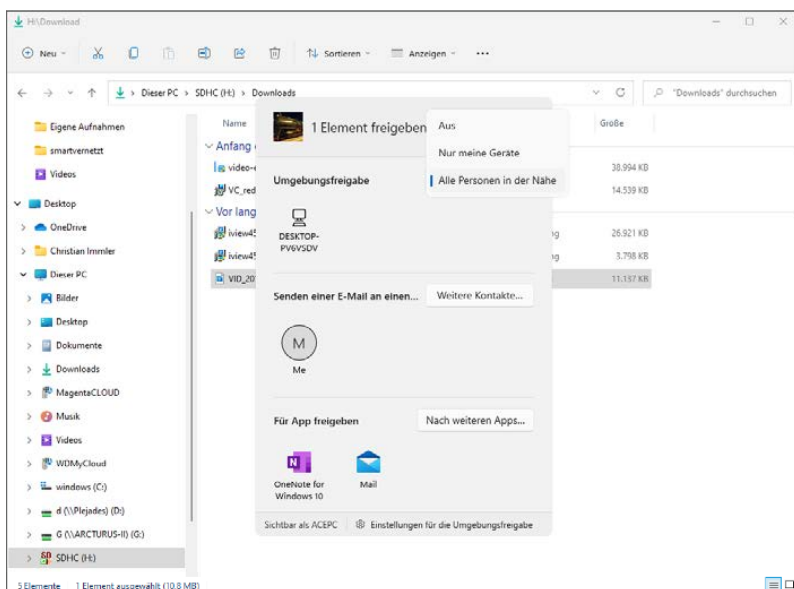 H:\Download
Neu
Sortieren
Anzeigen
Dieser PC > SDHC (H:) > Downloads
"Downloads" durchsuchen
Eigene Aufnahmen
smartvernetzt
Videos
Desktop
OneDrive
Christian Immler
Dieser PC
Bilder
Desktop
Dokumente
Downloads
MagentaCLOUD
Musik
Videos
WDMyCloud
windows (C:)
d (\\Plejades) (D:)
G (\\ARCTURUS-II) (G:)
SDHC (H:)
Name
Größe
Anfang
video-
38.994 KB
VC_red
14.539 KB
Vor lang
iview45
26.921 KB
iview45
3.798 KB
VID_20
11.137 KB
1 Element freigeben
Aus
Nur meine Geräte
Alle Personen in der Nähe
Umgebungsfreigabe
DESKTOP-
PV6VSDV
Senden einer E-Mail an einen...
Weitere Kontakte...
M
Me
Für App freigeben
Nach weiteren Apps...
OneNote for
Windows 10
Mail
Sichtbar als ACEPC
Einstellungen für die Umgebungsfreigabe
5 Elemente
1 Element ausgewählt (10,8 MB)